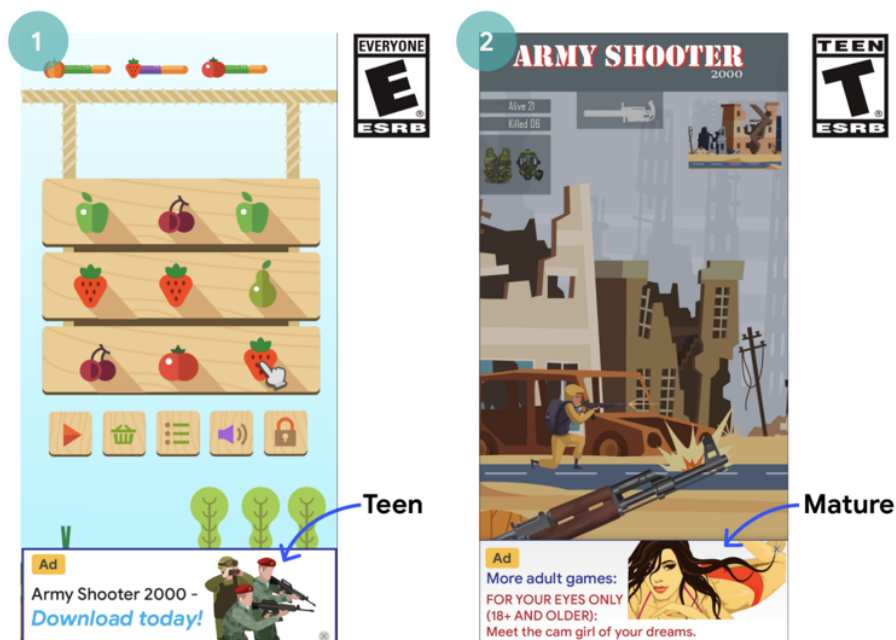 1
EVERYONE
E
®
ESRB
Teen
Ad
Army Shooter 2000 -
Download today!
2
ARMY SHOOTER
2000
TEEN
T
®
ESRB
Alive 21
Killed 06
Mature
Ad
More adult games:
FOR YOUR EYES ONLY
(18+ AND OLDER):
Meet the cam girl of your dreams.